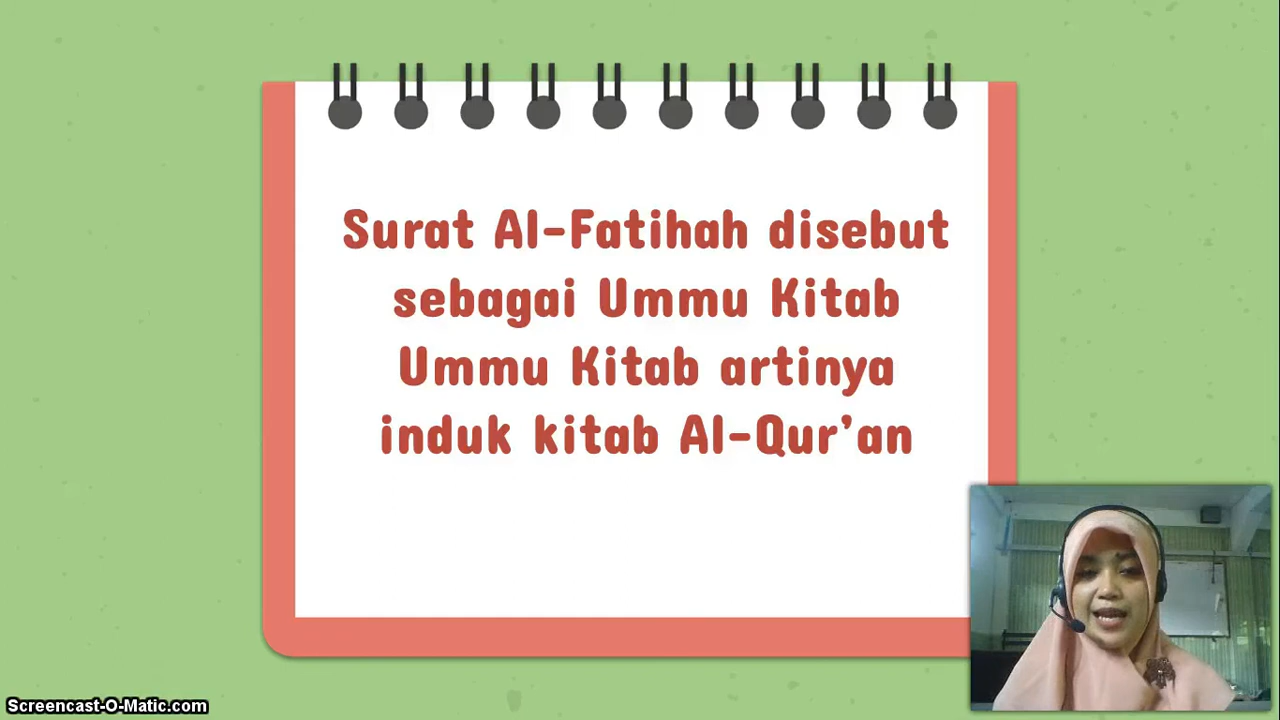 Surat Al-Fatihah disebut
sebagai Ummu Kitab
Ummu Kitab artinya
induk kitab Al-Qur’an
Screencast-O-Matic.com